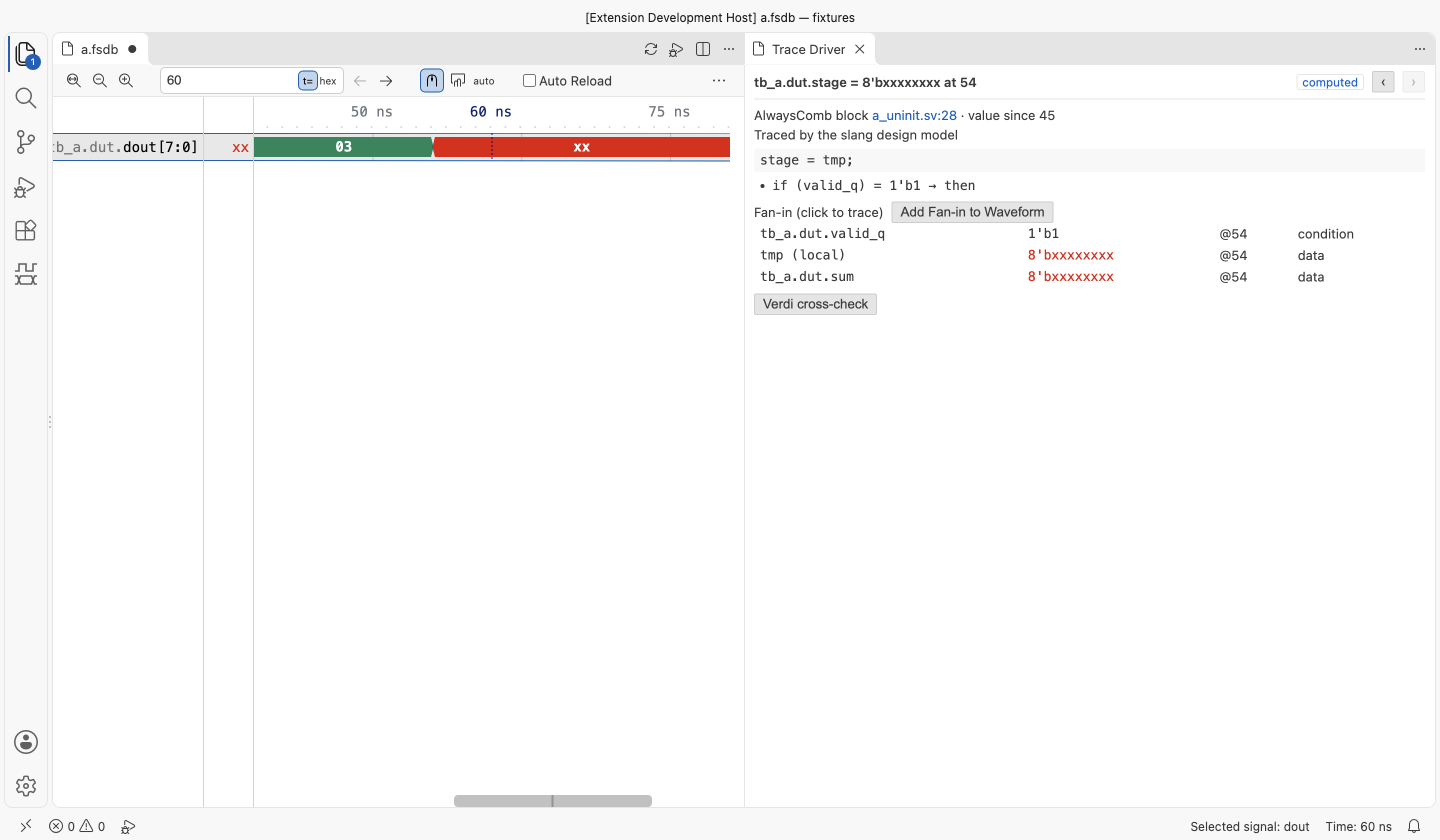 [Extension Development Host] a.fsdb — fixtures
a.fsdb
60
t= hex
auto
Auto Reload
50 ns
60 ns
75 ns
tb_a.dut.dout[7:0]
xx
03
xx
1
Trace Driver
tb_a.dut.stage = 8'bxxxxxxxx at 54
computed
AlwaysComb block a_uninit.sv:28 · value since 45
Traced by the slang design model
stage = tmp;
• if (valid_q) = 1'b1 → then
Fan-in (click to trace) Add Fan-in to Waveform
tb_a.dut.valid_q 1'b1 @54 condition
tmp (local) 8'bxxxxxxxx @54 data
tb_a.dut.sum 8'bxxxxxxxx @54 data
Verdi cross-check
0 0
Selected signal: dout Time: 60 ns